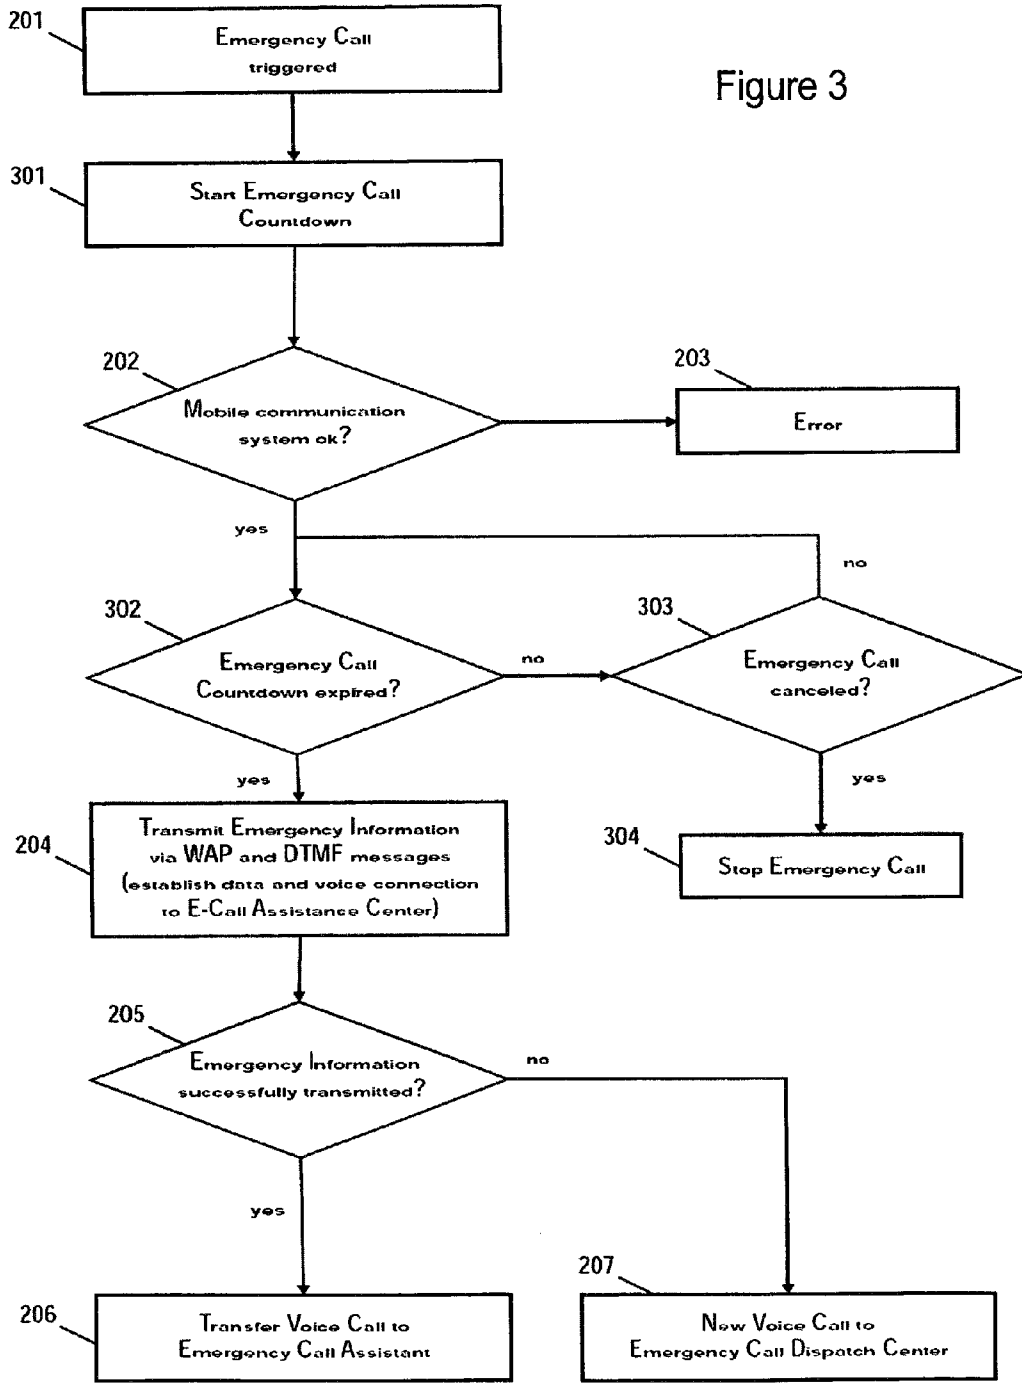 201
Emergency Call
triggered
Figure 3
301
Start Emergency Call
Countdown
202
Mobile communication
system ok?
203
Error
yes
no
302
Emergency Call
Countdown expired?
no
303
Emergency Call
canceled?
yes
yes
204
Transmit Emergency Information
via WAP and DTMF messages
(establish data and voice connection
to E-Call Assistance Center)
304
Stop Emergency Call
205
Emergency Information
successfully transmitted?
no
yes
206
Transfer Voice Call to
Emergency Call Assistant
207
New Voice Call to
Emergency Call Dispatch Center